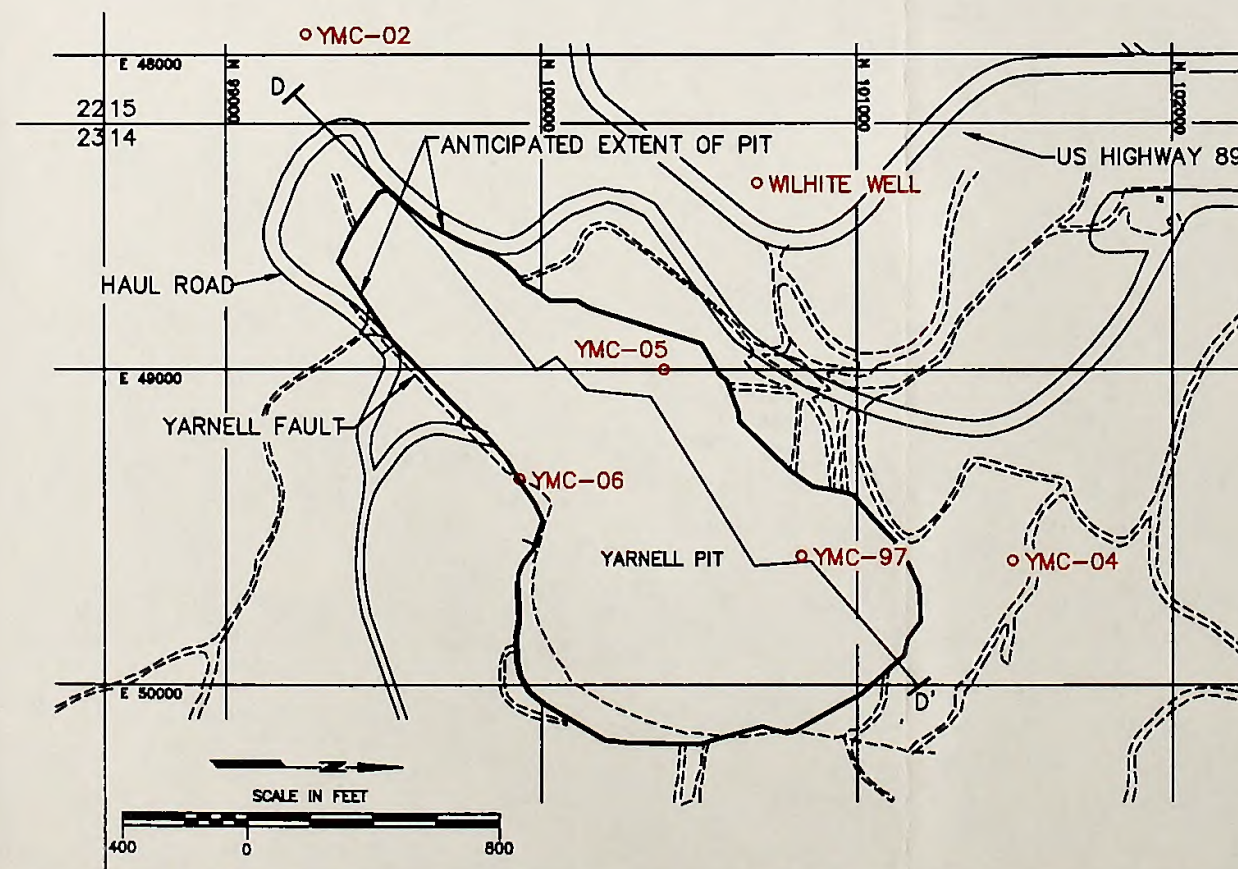 YMC-02
E 48000
N 99000
N 100000
N 101000
N 102000
D
22 15
23 14
ANTICIPATED EXTENT OF PIT
US HIGHWAY 89
WILHITE WELL
HAUL ROAD
YMC-05
E 49000
YARNELL FAULT
YMC-06
YARNELL PIT
YMC-97
YMC-04
E 50000
D'
N
SCALE IN FEET
400 0 800